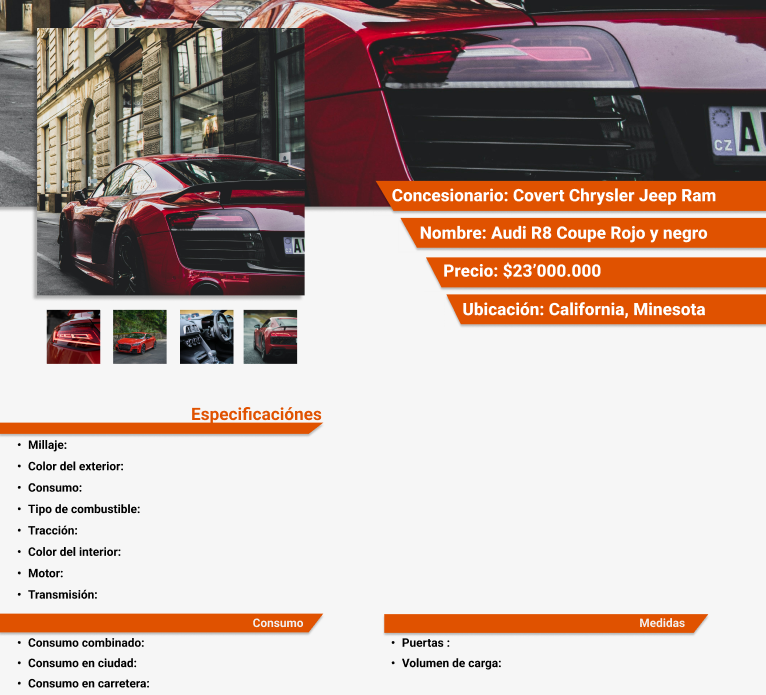 CZ
Concesionario: Covert Chrysler Jeep Ram
Nombre: Audi R8 Coupe Rojo y negro
Precio: $23’000.000
Ubicación: California, Minesota
Especificaciónes
• Millaje:
• Color del exterior:
• Consumo:
• Tipo de combustible:
• Tracción:
• Color del interior:
• Motor:
• Transmisión:
Consumo
• Consumo combinado:
• Consumo en ciudad:
• Consumo en carretera:
Medidas
• Puertas :
• Volumen de carga: